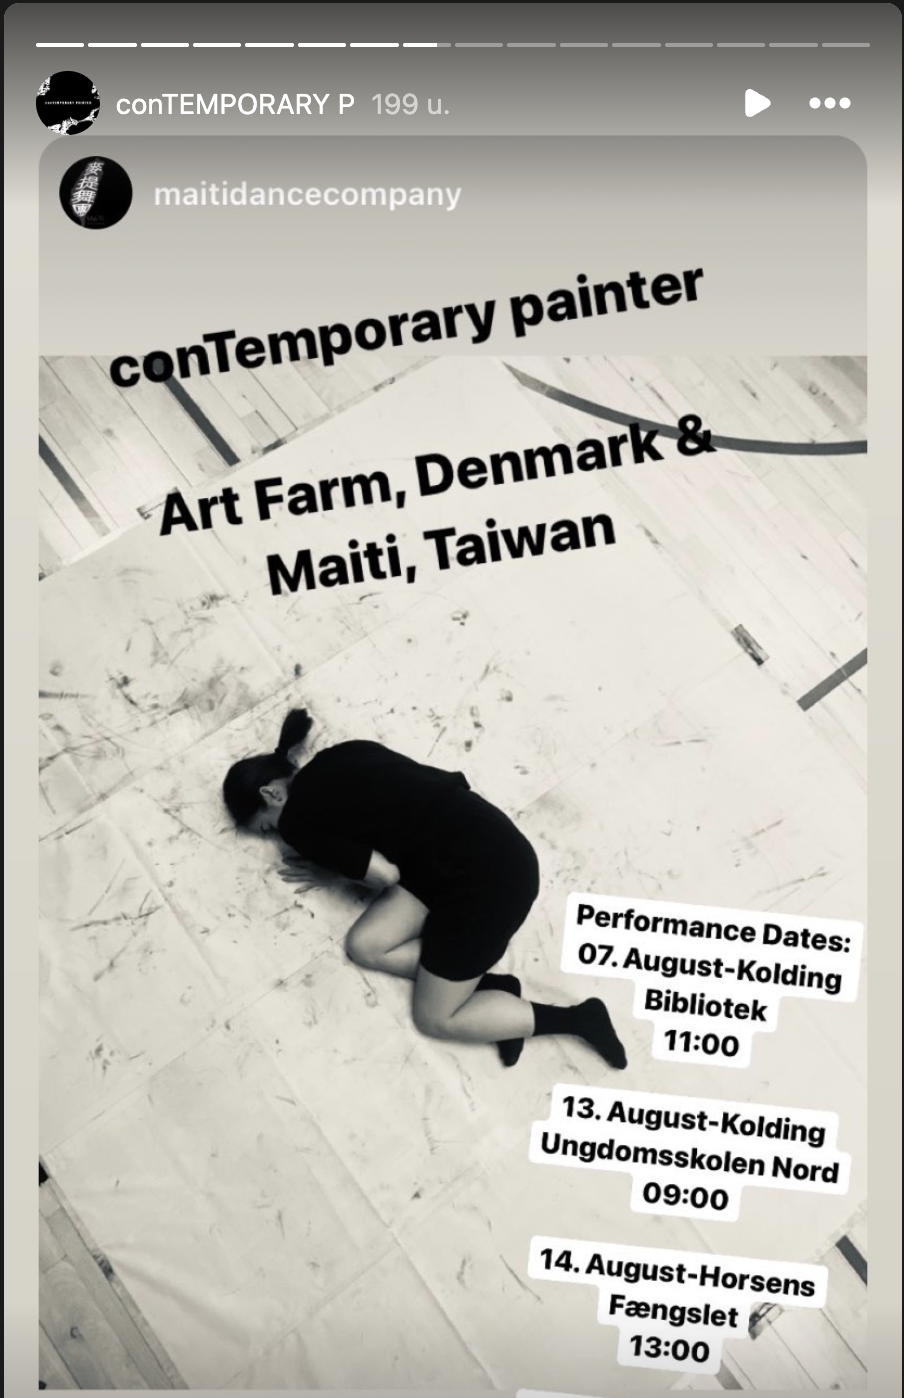 conTEMPORARY P 199 u.
maitidancecompany
conTemporary painter
Art Farm, Denmark &
Maiti, Taiwan
Performance Dates:
07. August-Kolding
Bibliotek
11:00
13. August-Kolding
Ungdomsskolen Nord
09:00
14. August-Horsens
Fængslet
13:00